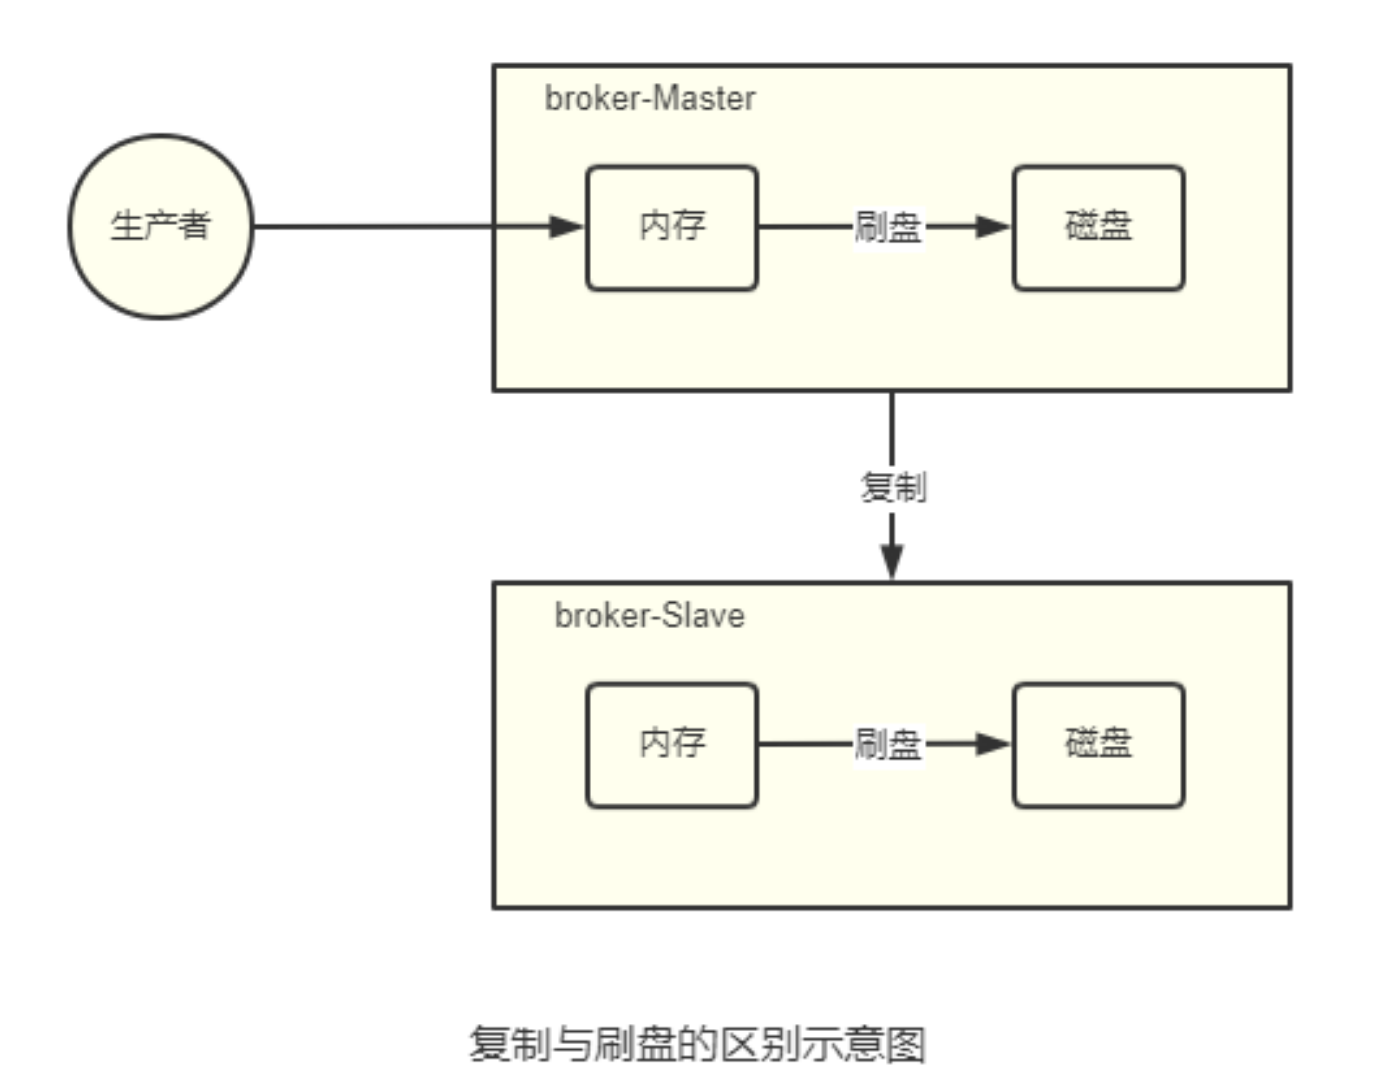 broker-Master
生产者
内存
刷盘
磁盘
复制
broker-Slave
内存
刷盘
磁盘
复制与刷盘的区别示意图